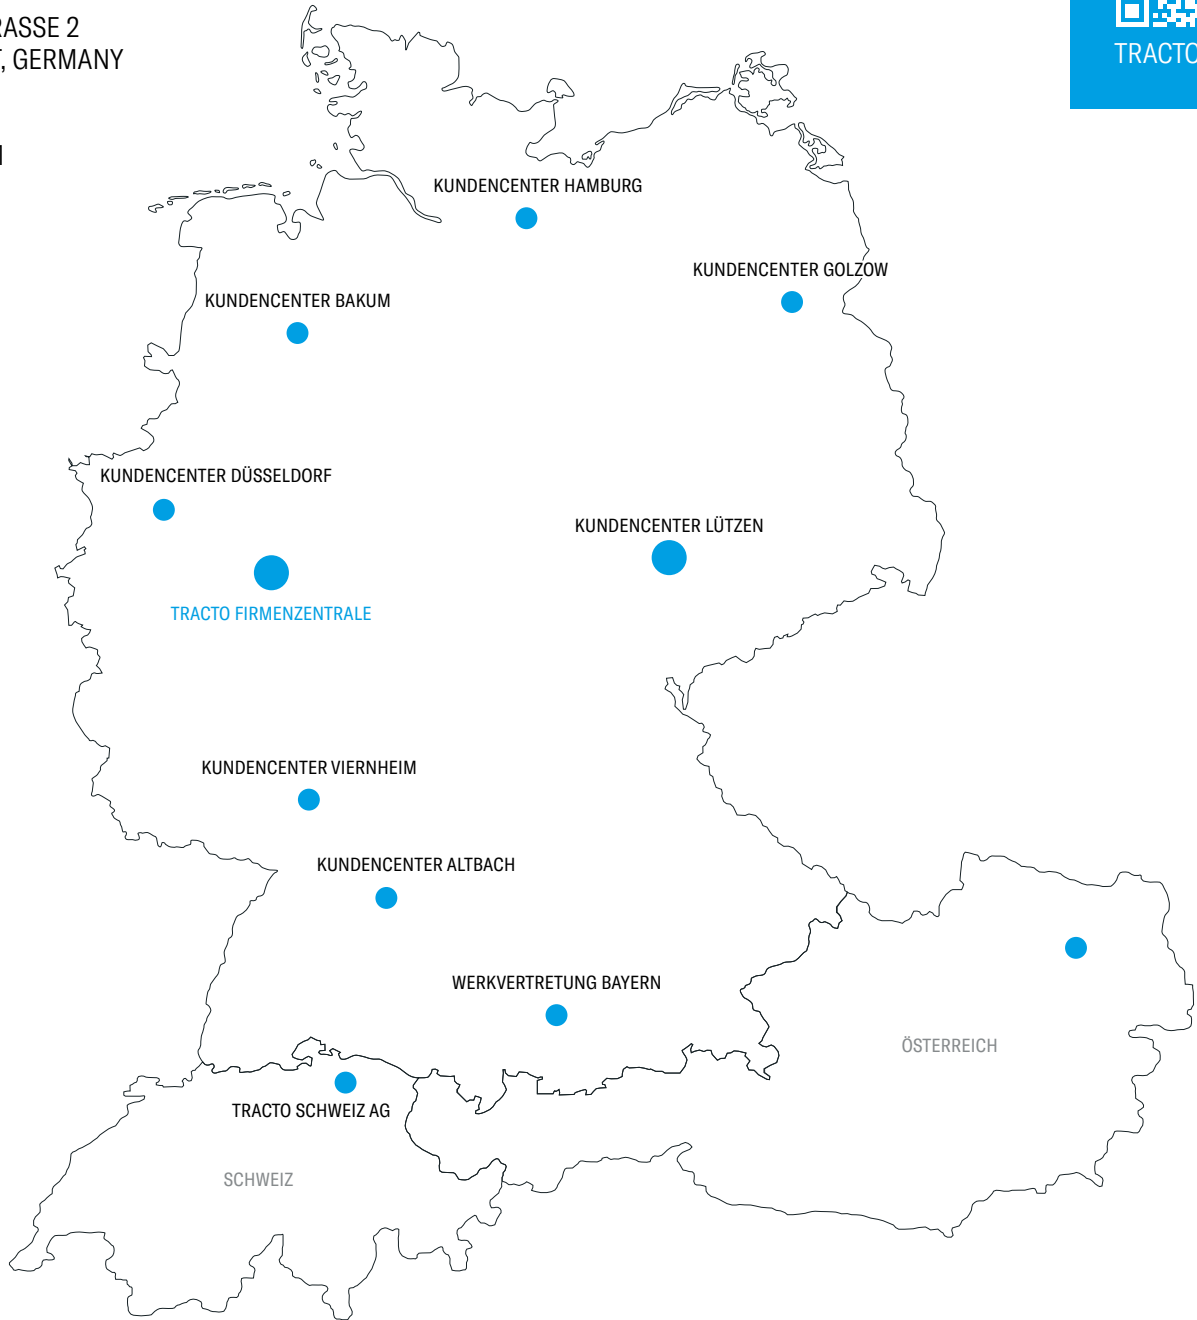 RASSE 2
, GERMANY
TRACTO
KUNDENCENTER HAMBURG
KUNDENCENTER GOLZOW
KUNDENCENTER BAKUM
KUNDENCENTER DÜSSELDORF
KUNDENCENTER LÜTZEN
TRACTO FIRMENZENTRALE
KUNDENCENTER VIERNHEIM
KUNDENCENTER ALTBACH
WERKVERTRETUNG BAYERN
ÖSTERREICH
TRACTO SCHWEIZ AG
SCHWEIZ